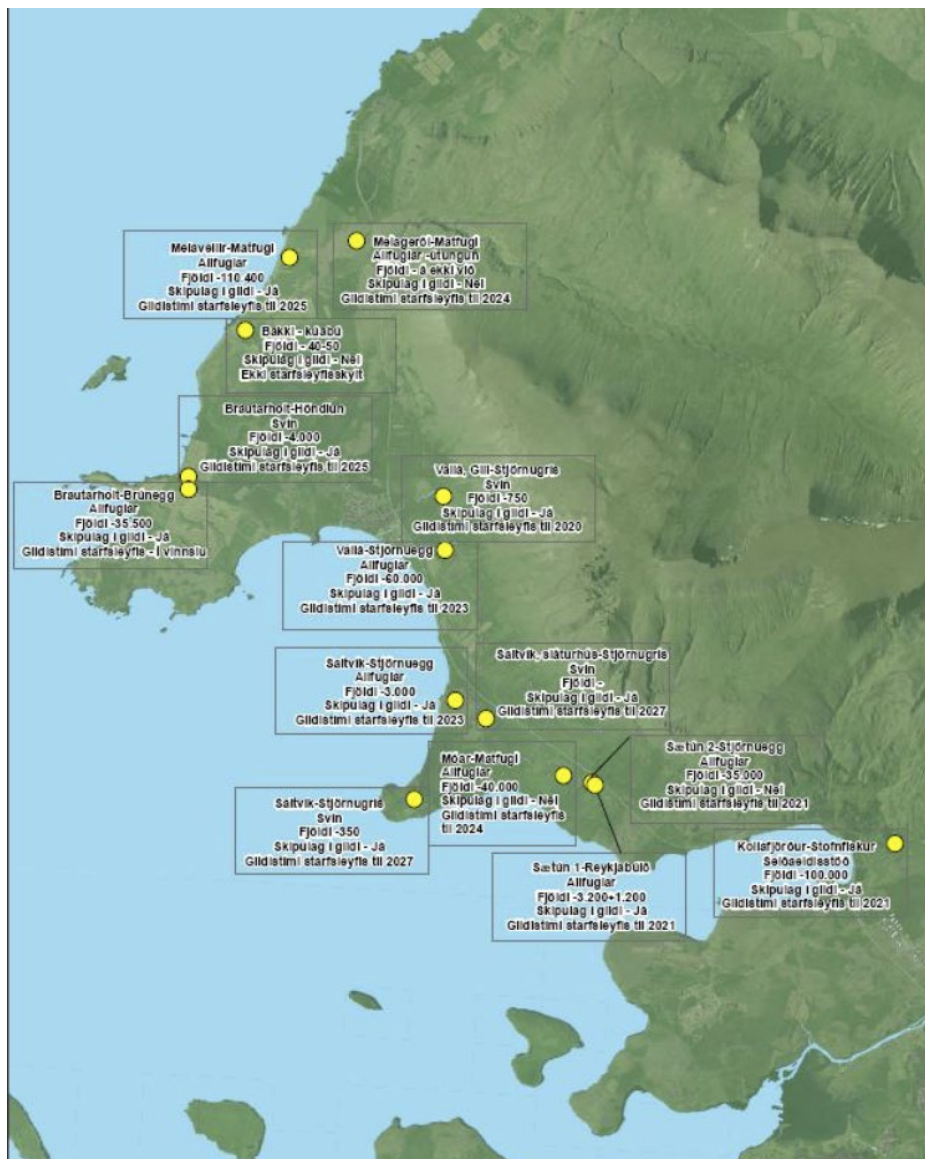 Melavellir-Matfugl
Alifuglar
Fjöldi -110.400
Skipulag í gildi - Já
Gildistími starfsleyfis til 2025
Melagerði-Matfugl
Alifuglar -útungun
Fjöldi - á ekki við
Skipulag í gildi - Nei
Gildistími starfsleyfis til 2024
Bakki - kúabú
Fjöldi - 40-50
Skipulag í gildi - Nei
Ekki starfsleyfisskylt
Brautarholt-Höndlun
Svín
Fjöldi -4.000
Skipulag í gildi - Já
Gildistími starfsleyfis til 2025
Brautarholt-Brúnegg
Alifuglar
Fjöldi -35.500
Skipulag í gildi - Já
Gildistími starfsleyfis - Í vinnslu
Vallá, Gill-Stjörnugrís
Svín
Fjöldi -750
Skipulag í gildi - Já
Gildistími starfsleyfis til 2020
Vallá-Stjörnuegg
Alifuglar
Fjöldi -60.000
Skipulag í gildi - Já
Gildistími starfsleyfis til 2023
Saltvík-Stjörnuegg
Alifuglar
Fjöldi -3.000
Skipulag í gildi - Já
Gildistími starfsleyfis til 2023
Saltvík, sláturhús-Stjörnugrís
Svín
Fjöldi -
Skipulag í gildi - Já
Gildistími starfsleyfis til 2027
Móar-Matfugl
Alifuglar
Fjöldi -40.000
Skipulag í gildi - Nei
Gildistími starfsleyfis
til 2024
Sætún 2-Stjörnuegg
Alifuglar
Fjöldi -35.000
Skipulag í gildi - Nei
Gildistími starfsleyfis til 2021
Saltvík-Stjörnugrís
Svín
Fjöldi -350
Skipulag í gildi - Já
Gildistími starfsleyfis til 2027
Sætún 1-Reykjabúið
Alifuglar
Fjöldi -3.200+1.200
Skipulag í gildi - Já
Gildistími starfsleyfis til 2021
Kollafjörður-Stofnfiskur
Seiðaeldisstöð
Fjöldi -100.000
Skipulag í gildi - Já
Gildistími starfsleyfis til 2021